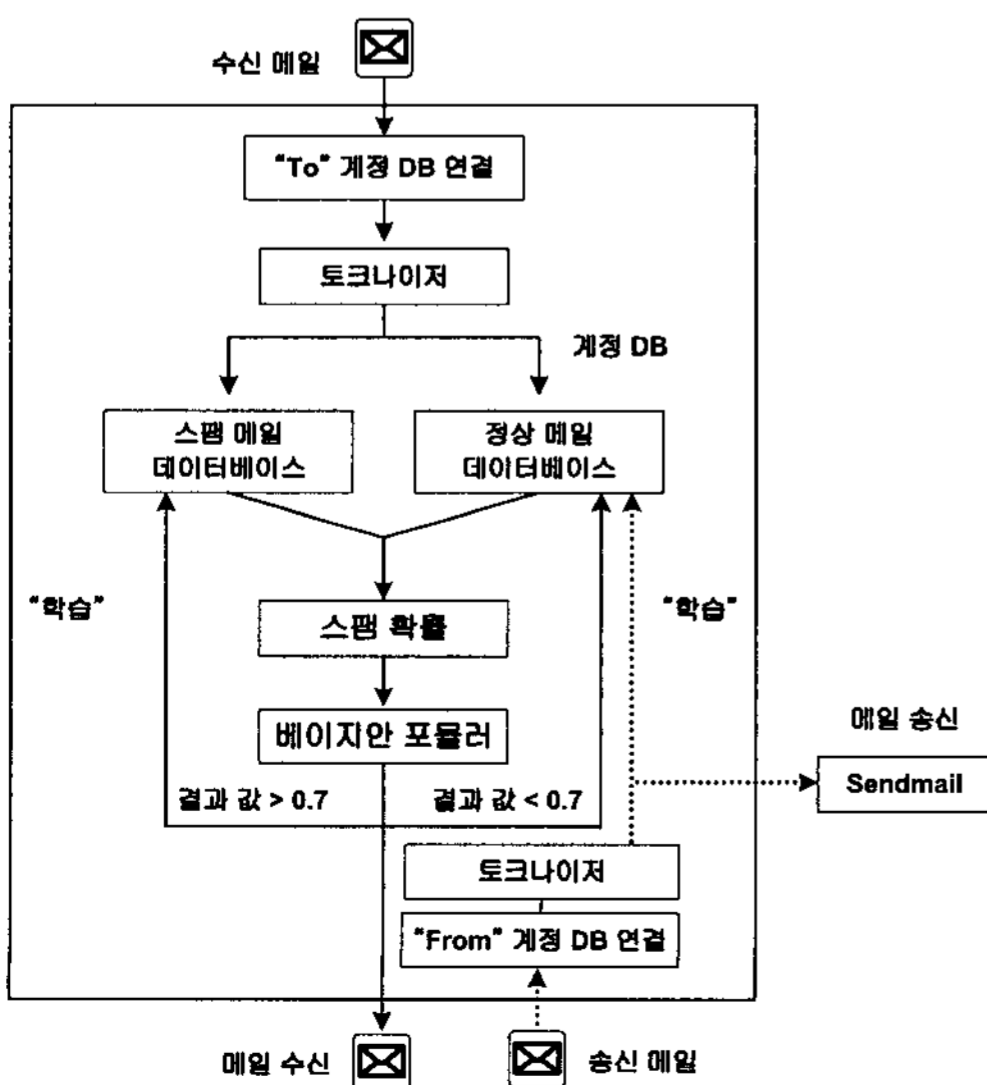 수신 메일
"To" 계정 DB 연결
토크나이저
계정 DB
스팸 메일
데이터베이스
정상 메일
데이터베이스
"학습"
"학습"
스팸 확률
베이지안 포뮬러
메일 송신
Sendmail
결과 값 > 0.7
결과 값 < 0.7
토크나이저
"From" 계정 DB 연결
메일 수신
송신 메일